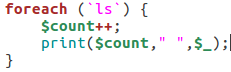 foreach (`ls`) {
    $count++;
    print($count," ",$_);
}